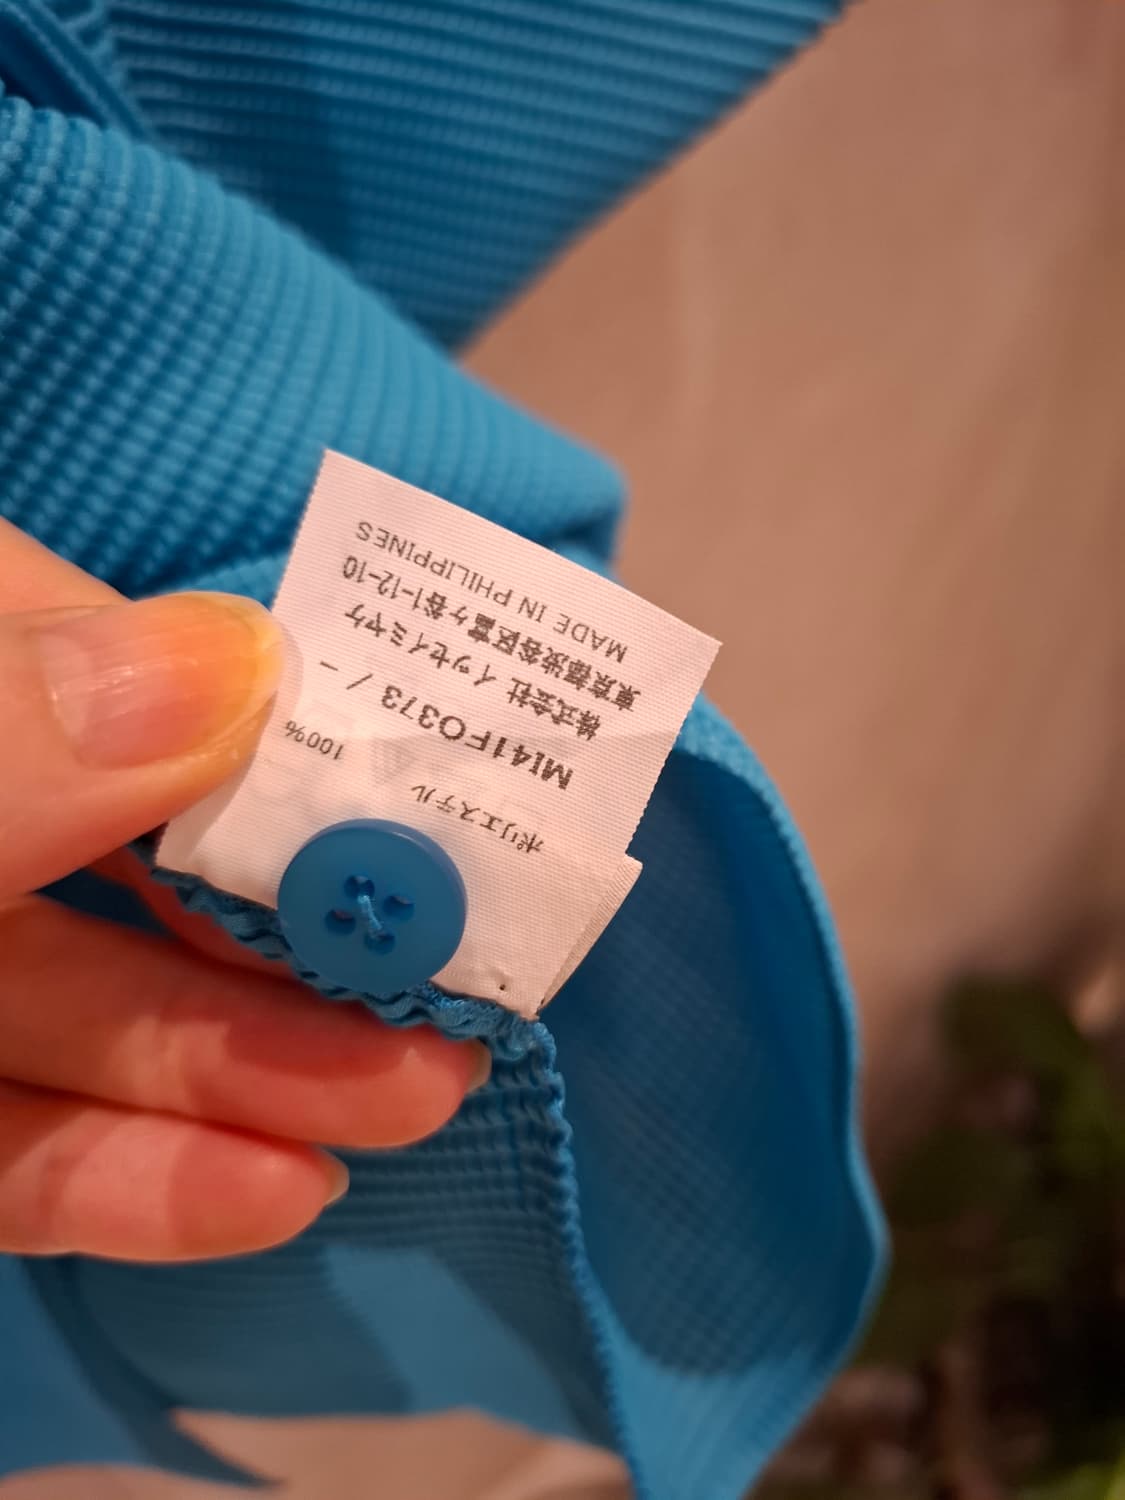 ポリエステル 100%
MI41FO373 / –
株式会社 イッセイミヤケ
東京都渋谷区富ヶ谷1-12-10
MADE IN PHILIPPINES